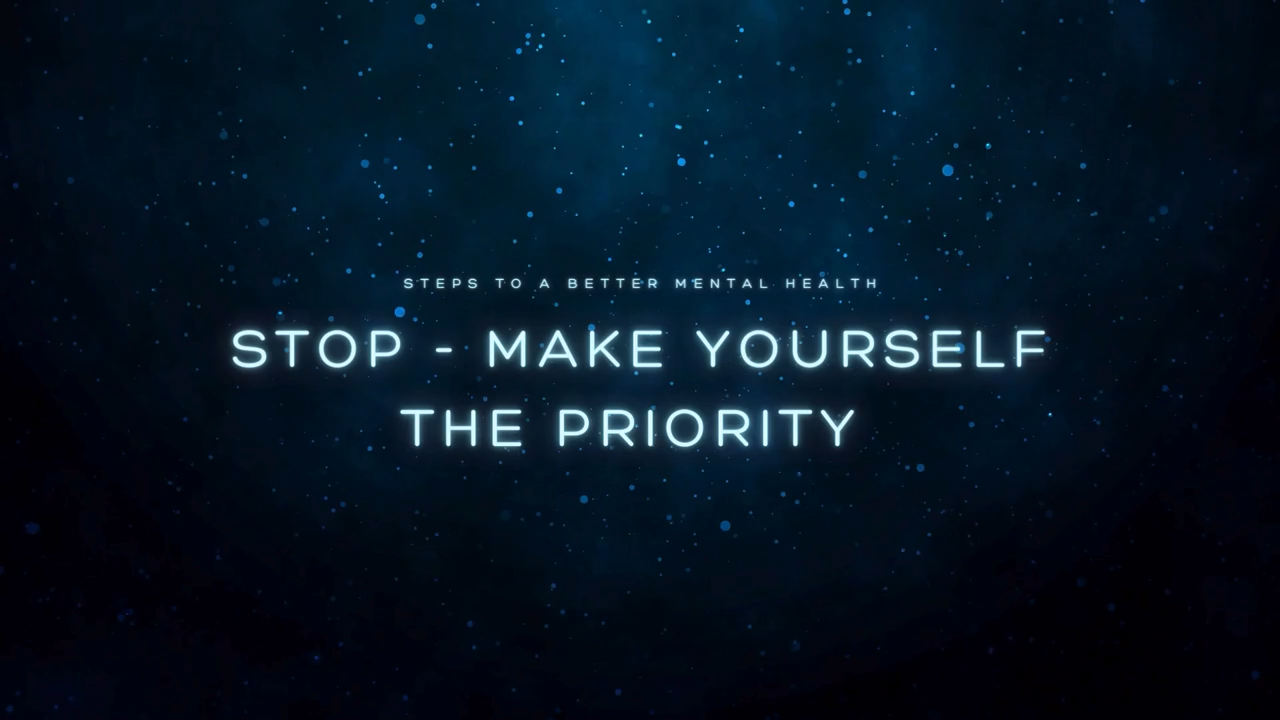 STEPS TO A BETTER MENTAL HEALTH
STOP - MAKE YOURSELF
THE PRIORITY